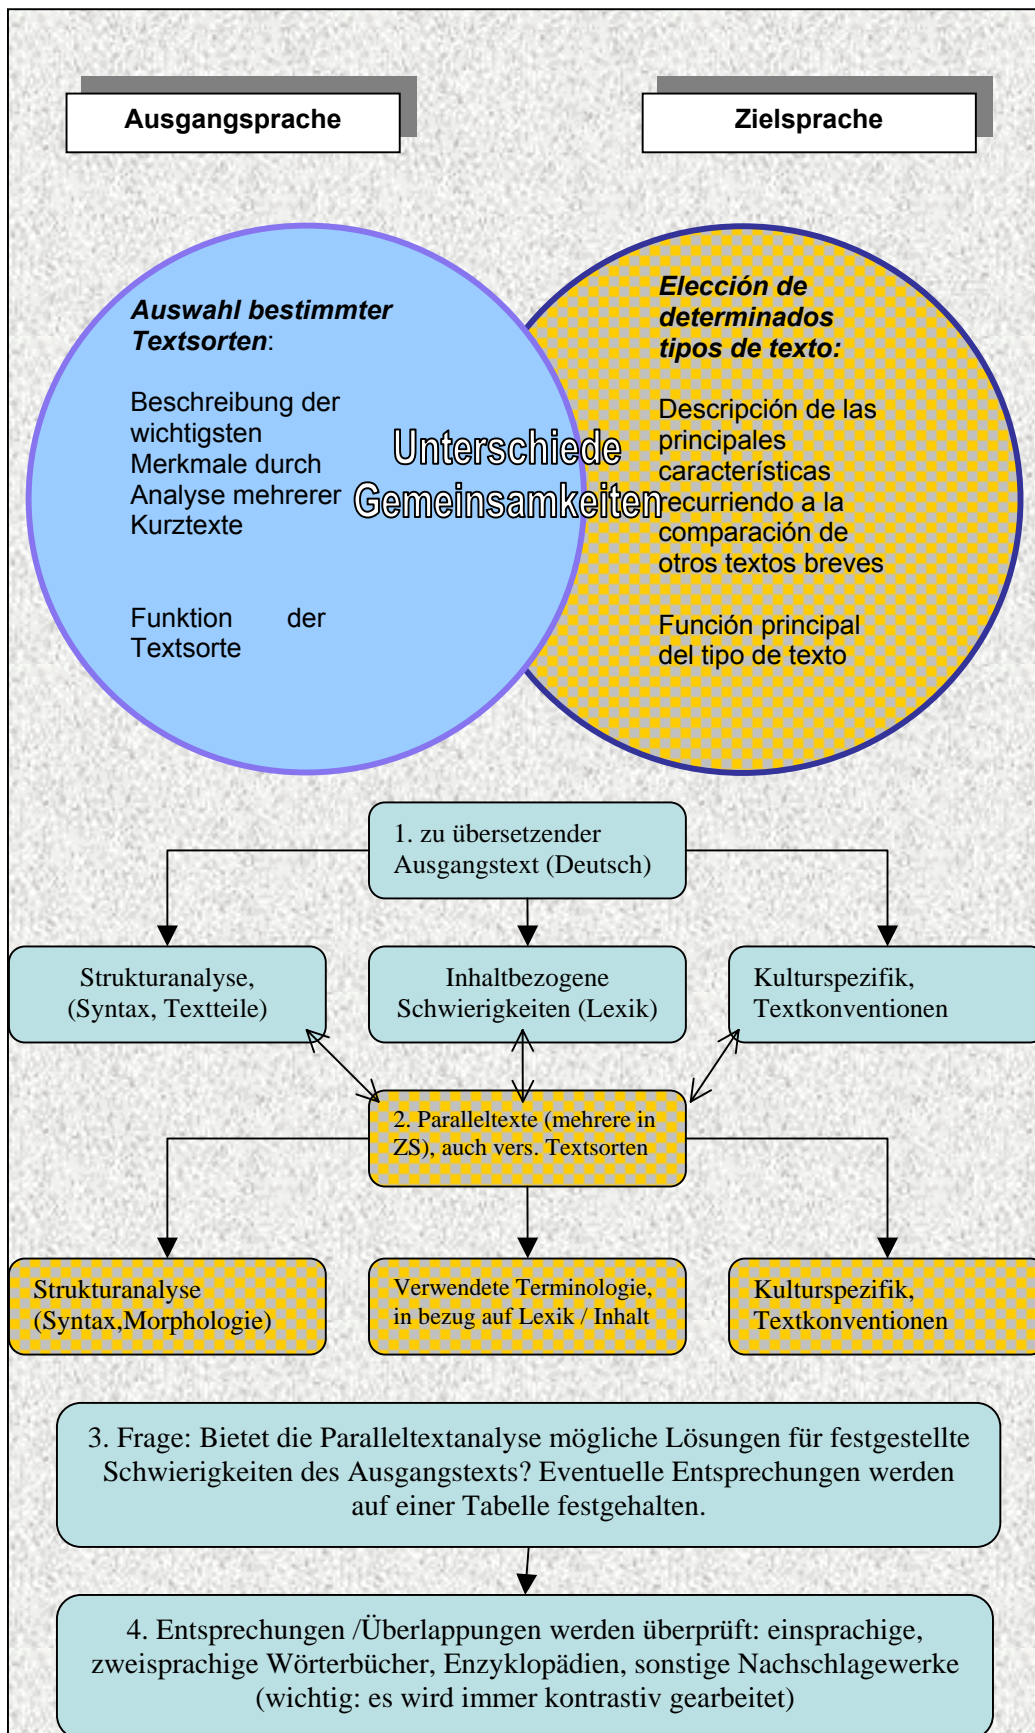 Ausgangsprache
Zielsprache
Auswahl bestimmter
Textsorten:
Beschreibung der
wichtigsten
Merkmale durch
Analyse mehrerer
Kurztexte
Funktion der
Textsorte
Unterschiede
Gemeinsamkeiten
Elección de
determinados
tipos de texto:
Descripción de las
principales
características
recurriendo a la
comparación de
otros textos breves
Función principal
del tipo de texto
1. zu übersetzender
Ausgangstext (Deutsch)
Strukturanalyse,
(Syntax, Textteile)
Inhaltbezogene
Schwierigkeiten (Lexik)
Kulturspezifik,
Textkonventionen
2. Paralleltexte (mehrere in
ZS), auch vers. Textsorten
Strukturanalyse
(Syntax,Morphologie)
Verwendete Terminologie,
in bezug auf Lexik / Inhalt
Kulturspezifik,
Textkonventionen
3. Frage: Bietet die Paralleltextanalyse mögliche Lösungen für festgestellte
Schwierigkeiten des Ausgangstexts? Eventuelle Entsprechungen werden
auf einer Tabelle festgehalten.
4. Entsprechungen /Überlappungen werden überprüft: einsprachige,
zweisprachige Wörterbücher, Enzyklopädien, sonstige Nachschlagewerke
(wichtig: es wird immer kontrastiv gearbeitet)